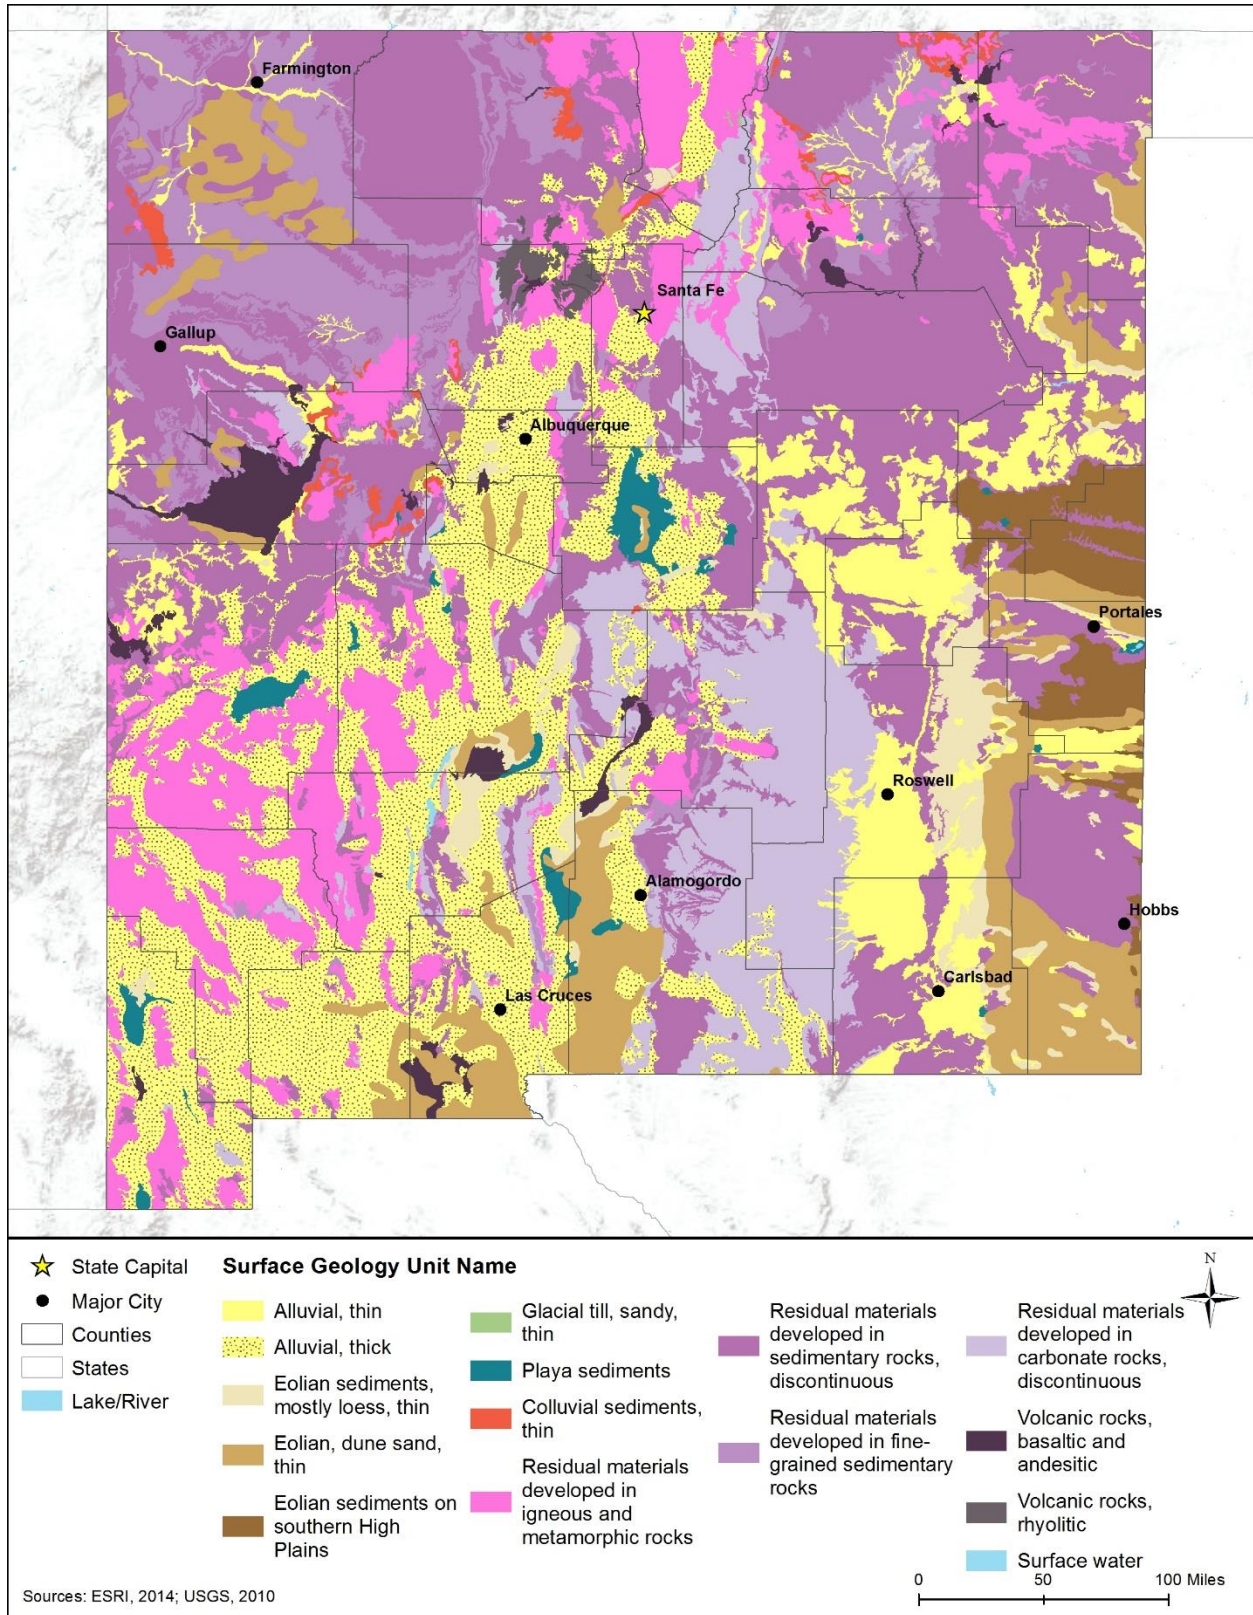 Farmington
Santa Fe
Gallup
Albuquerque
Portales
Roswell
Alamogordo
Hobbs
Carlsbad
Las Cruces
State Capital
Major City
Counties
States
Lake/River
Surface Geology Unit Name
Alluvial, thin
Alluvial, thick
Eolian sediments,
mostly loess, thin
Eolian, dune sand,
thin
Eolian sediments on
southern High
Plains
Glacial till, sandy,
thin
Playa sediments
Colluvial sediments,
thin
Residual materials
developed in
igneous and
metamorphic rocks
Residual materials
developed in
sedimentary rocks,
discontinuous
Residual materials
developed in fine-
grained sedimentary
rocks
Residual materials
developed in
carbonate rocks,
discontinuous
Volcanic rocks,
basaltic and
andesitic
Volcanic rocks,
rhyolitic
Surface water
N
0 50 100 Miles
Sources: ESRI, 2014; USGS, 2010